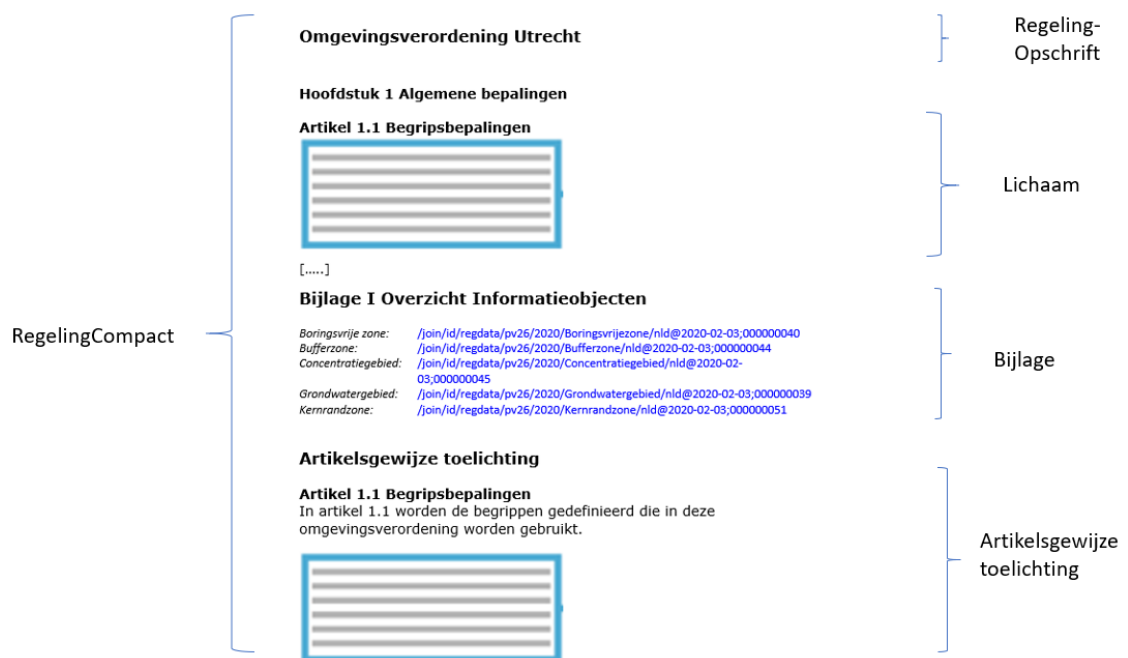 Omgevingsverordening Utrecht
Regeling-
Opschrift
Hoofdstuk 1 Algemene bepalingen
Artikel 1.1 Begripsbepalingen
Lichaam
[.....]
Bijlage I Overzicht Informatieobjecten
RegelingCompact
Boringsvrije zone: /join/id/regdata/pv26/2020/Boringsvrijezone/nld@2020-02-03;000000040
Bufferzone: /join/id/regdata/pv26/2020/Bufferzone/nld@2020-02-03;000000044
Concentratiegebied: /join/id/regdata/pv26/2020/Concentratiegebied/nld@2020-02-
03;000000045
Grondwatergebied: /join/id/regdata/pv26/2020/Grondwatergebied/nld@2020-02-03;000000039
Kernrandzone: /join/id/regdata/pv26/2020/Kernrandzone/nld@2020-02-03;000000051
Bijlage
Artikelsgewijze toelichting
Artikel 1.1 Begripsbepalingen
In artikel 1.1 worden de begrippen gedefinieerd die in deze
omgevingsverordening worden gebruikt.
Artikelsgewijze
toelichting